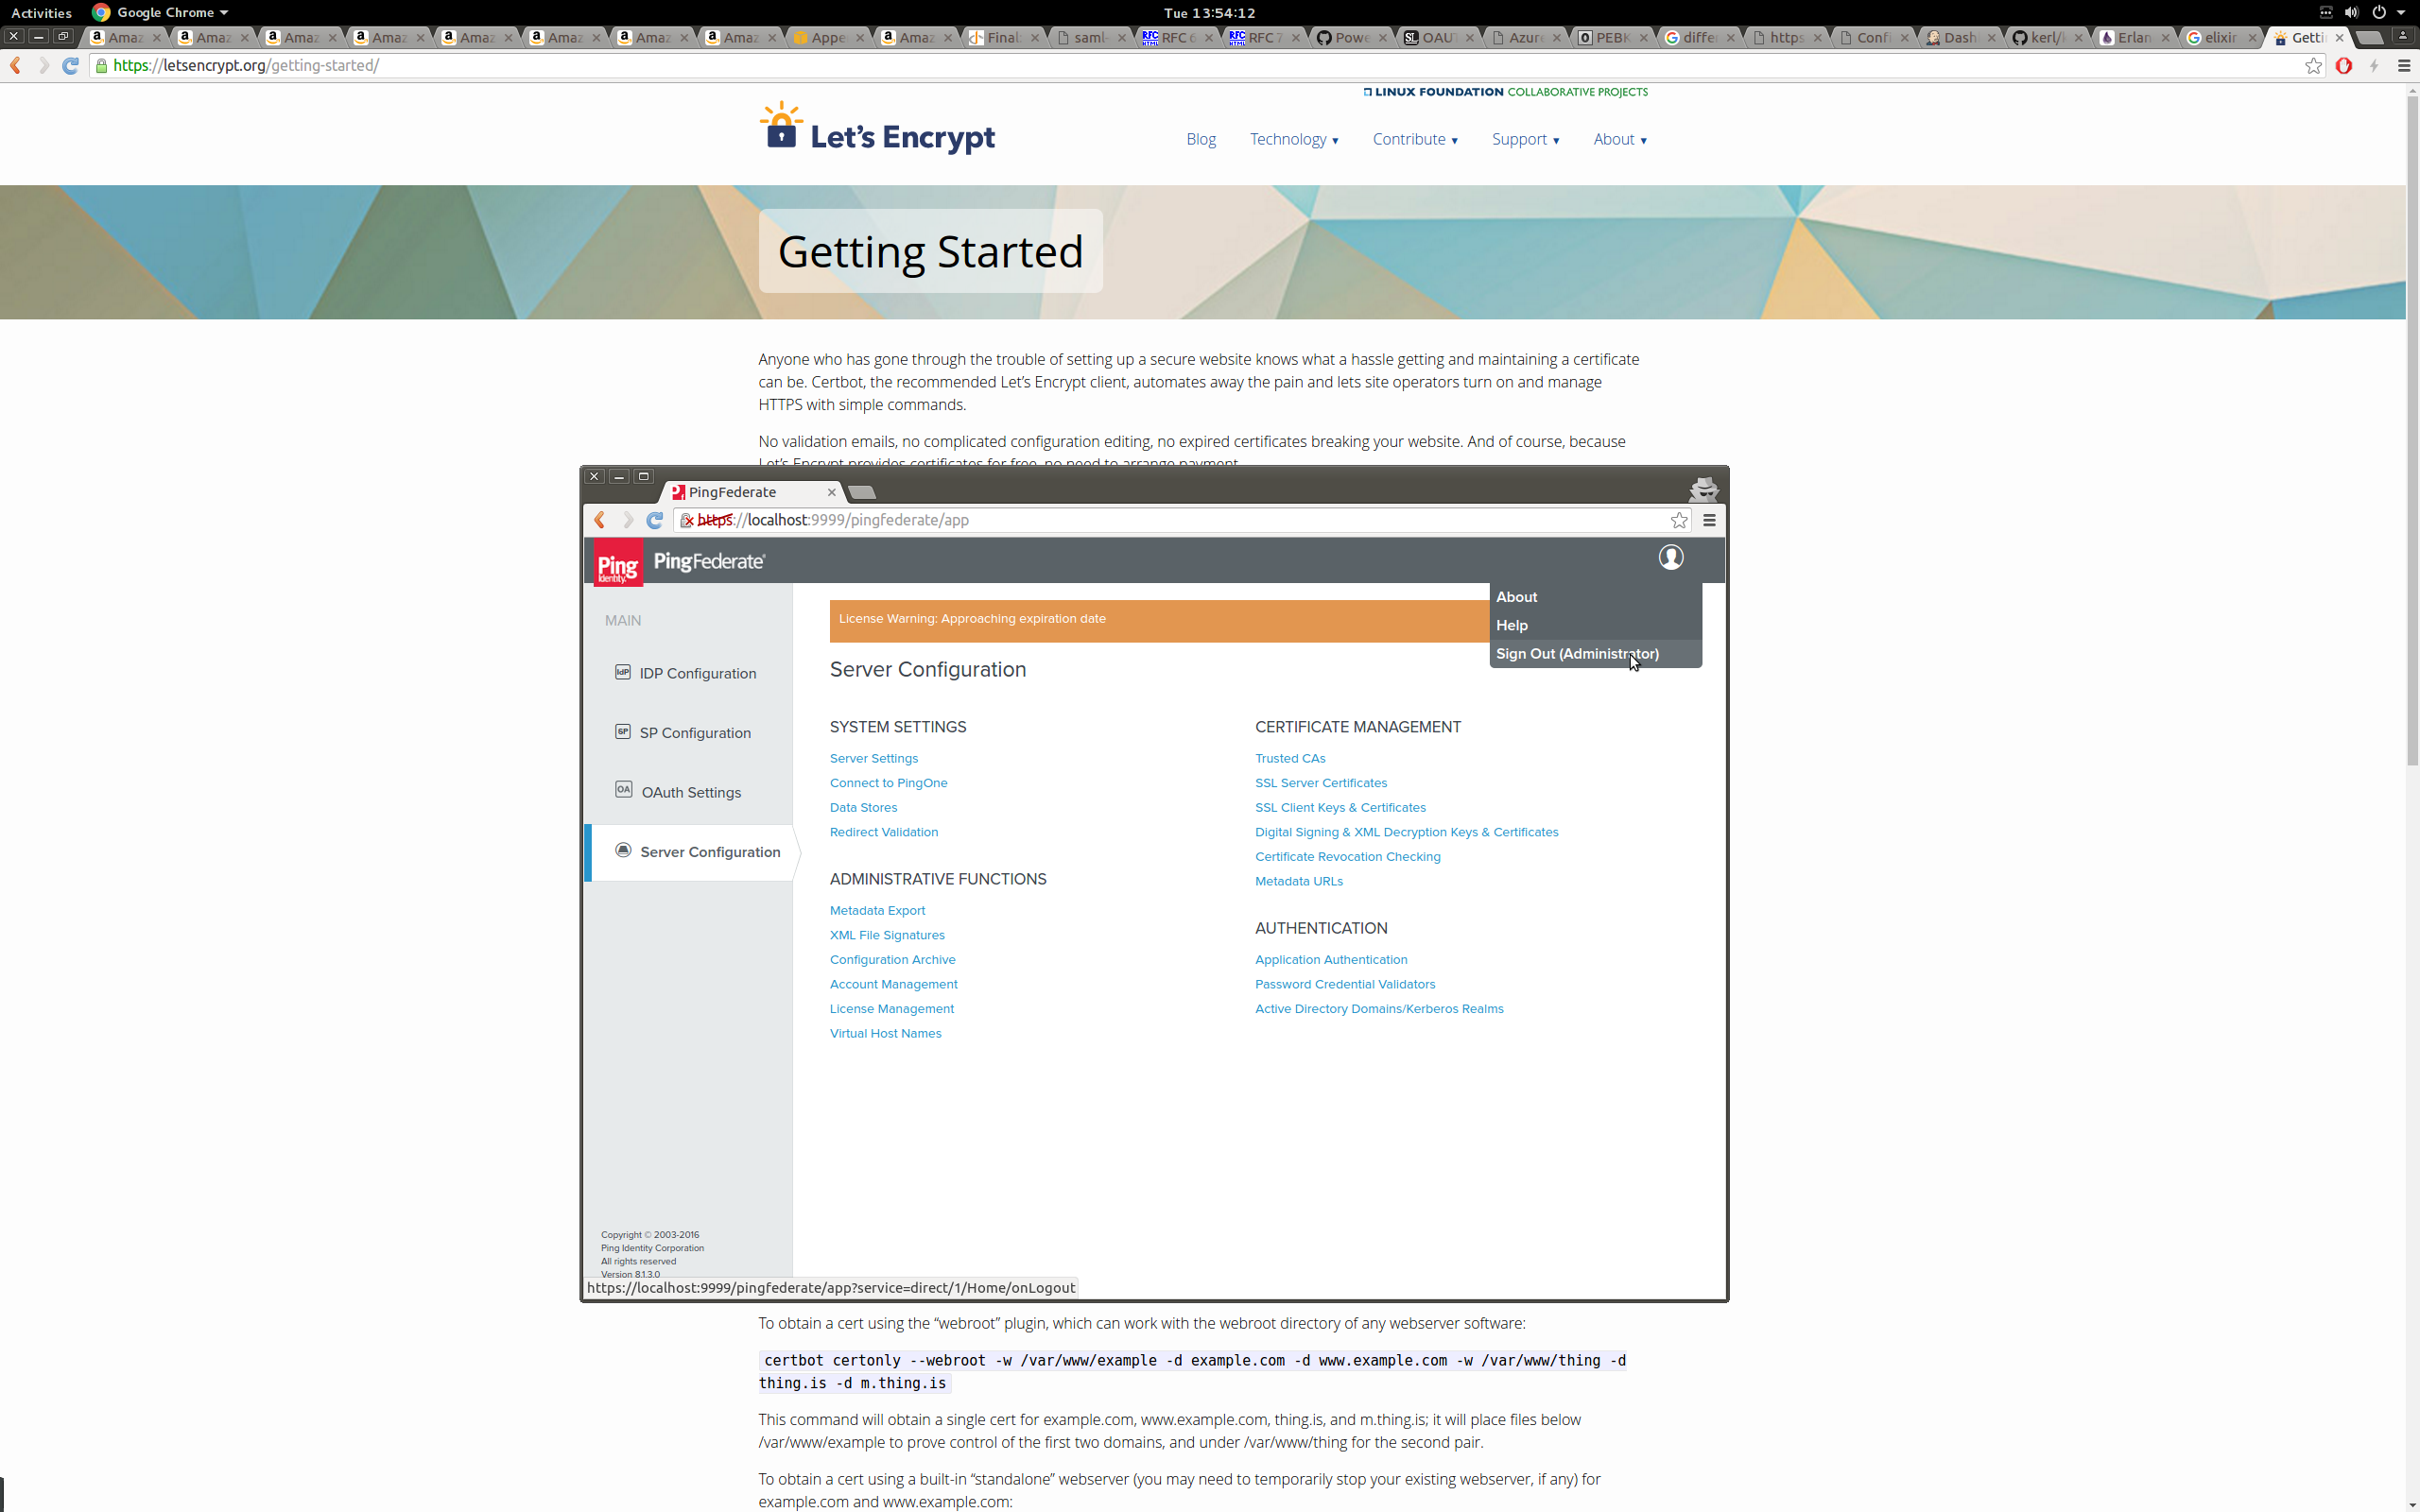 Activities Google Chrome Tue 13:54:12
Amaz Amaz Amaz Amaz Amaz Amaz Amaz Amaz Appe Amaz Final saml- RFC 6 RFC 7 Powe OAU Azure PEBK differ https Confi Dash kerl/k Erlan elixir Getti
https://letsencrypt.org/getting-started/
LINUX FOUNDATION COLLABORATIVE PROJECTS
Let's Encrypt
Blog Technology Contribute Support About
Getting Started
Anyone who has gone through the trouble of setting up a secure website knows what a hassle getting and maintaining a certificate
can be. Certbot, the recommended Let’s Encrypt client, automates away the pain and lets site operators turn on and manage
HTTPS with simple commands.
No validation emails, no complicated configuration editing, no expired certificates breaking your website. And of course, because
Let’s Encrypt provides certificates for free, no need to arrange payment.
PingFederate
https://localhost:9999/pingfederate/app
Ping Identity. PingFederate
About
Help
Sign Out (Administrator)
MAIN
IDP Configuration
SP Configuration
OAuth Settings
Server Configuration
License Warning: Approaching expiration date
Server Configuration
SYSTEM SETTINGS
Server Settings
Connect to PingOne
Data Stores
Redirect Validation
ADMINISTRATIVE FUNCTIONS
Metadata Export
XML File Signatures
Configuration Archive
Account Management
License Management
Virtual Host Names
CERTIFICATE MANAGEMENT
Trusted CAs
SSL Server Certificates
SSL Client Keys & Certificates
Digital Signing & XML Decryption Keys & Certificates
Certificate Revocation Checking
Metadata URLs
AUTHENTICATION
Application Authentication
Password Credential Validators
Active Directory Domains/Kerberos Realms
Copyright © 2003-2016
Ping Identity Corporation
All rights reserved
Version 8.1.3.0
https://localhost:9999/pingfederate/app?service=direct/1/Home/onLogout
To obtain a cert using the “webroot” plugin, which can work with the webroot directory of any webserver software:
certbot certonly --webroot -w /var/www/example -d example.com -d www.example.com -w /var/www/thing -d
thing.is -d m.thing.is
This command will obtain a single cert for example.com, www.example.com, thing.is, and m.thing.is; it will place files below
/var/www/example to prove control of the first two domains, and under /var/www/thing for the second pair.
To obtain a cert using a built-in “standalone” webserver (you may need to temporarily stop your existing webserver, if any) for
example.com and www.example.com: